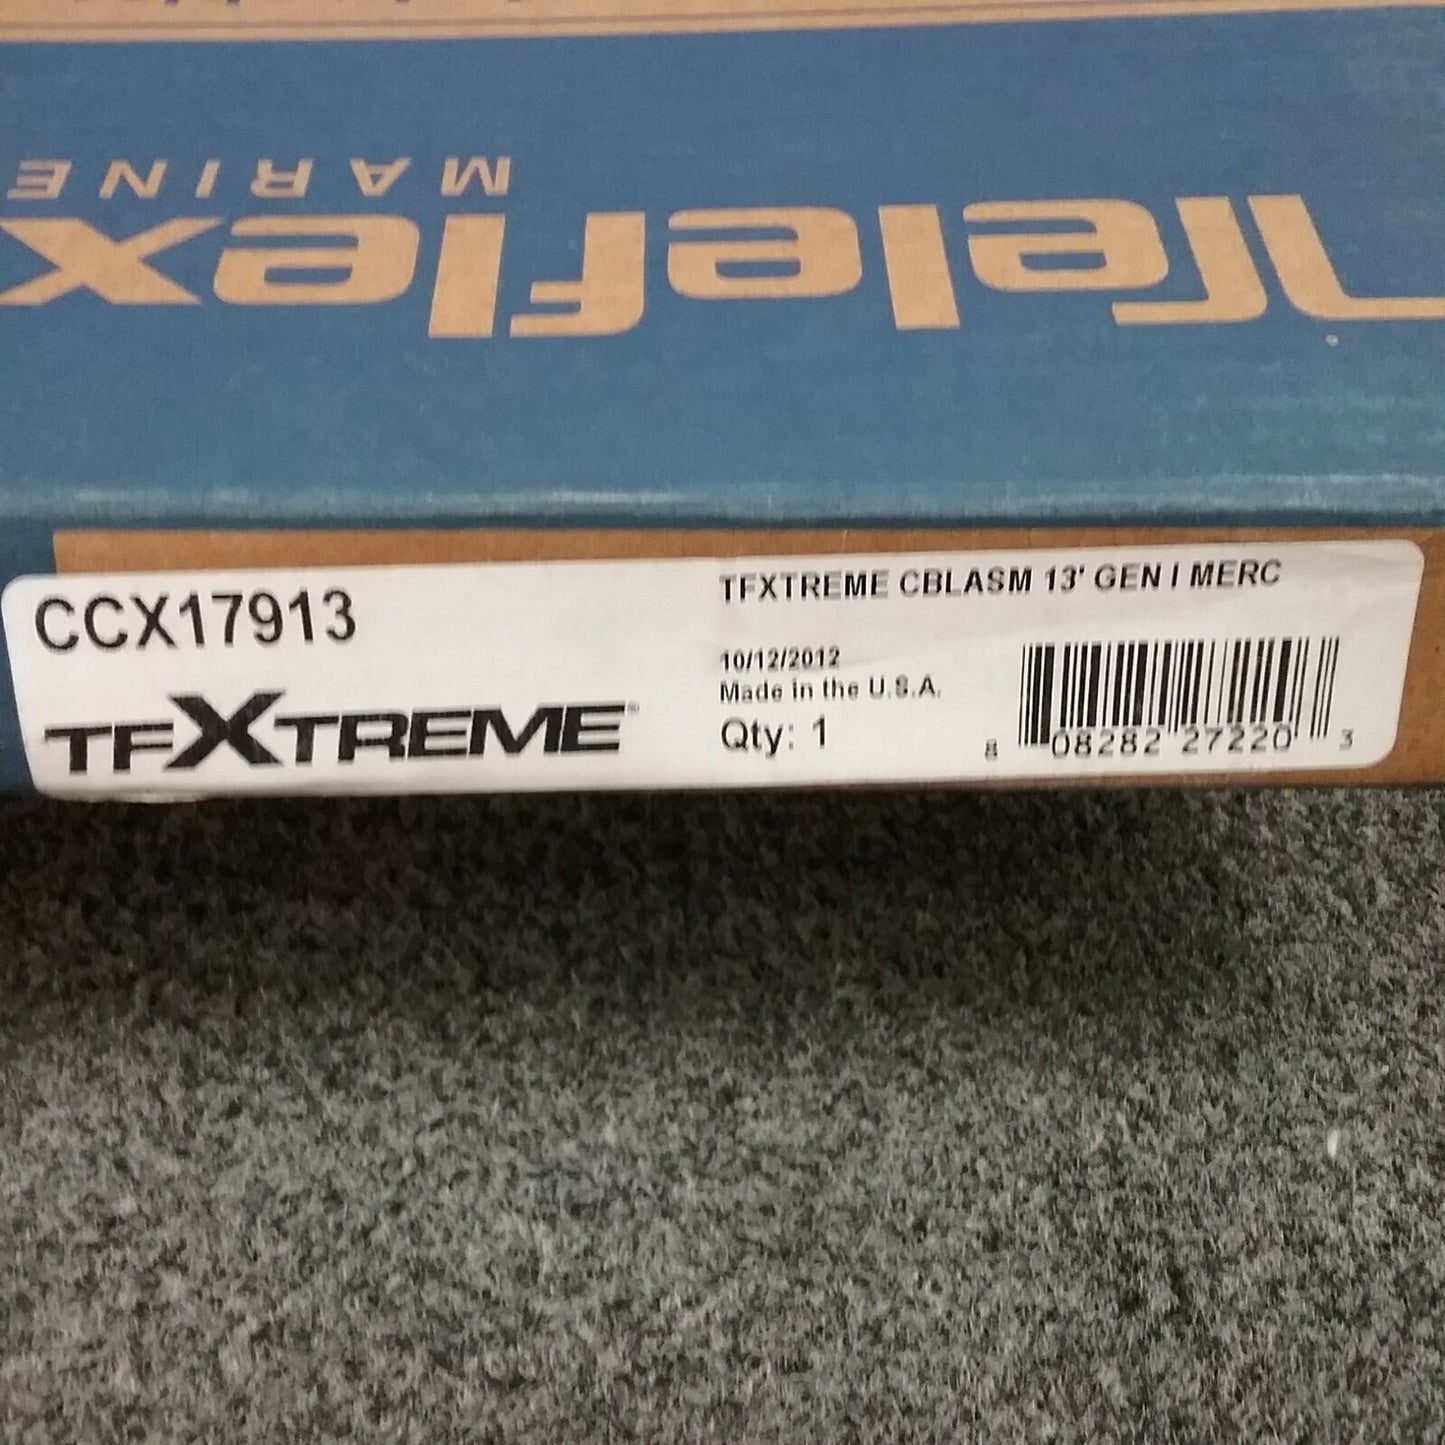 Teleflex
MARINE
CCX17913
TFXTREME
TFXTREME CBLASM 13' GEN I MERC
10/12/2012
Made in the U.S.A.
Qty: 1
8 08282 27220 3